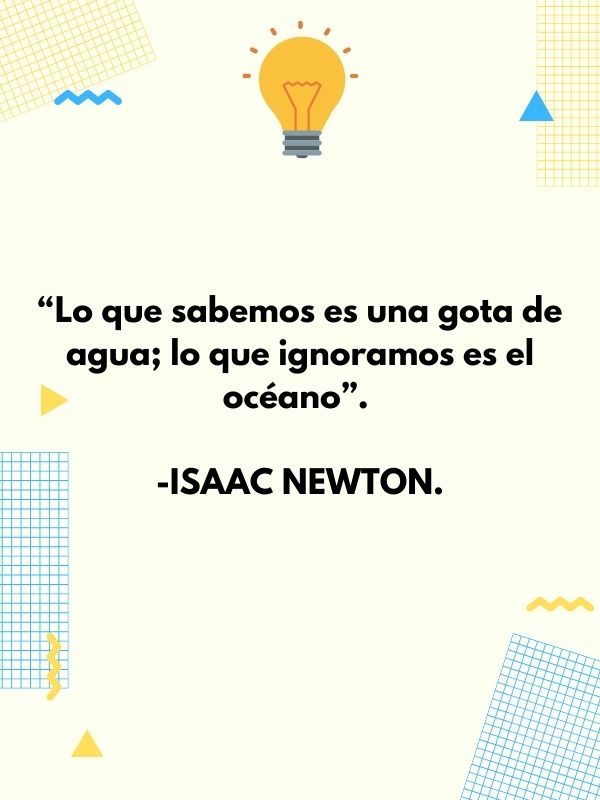 “Lo que sabemos es una gota de
agua; lo que ignoramos es el
océano”.
-ISAAC NEWTON.